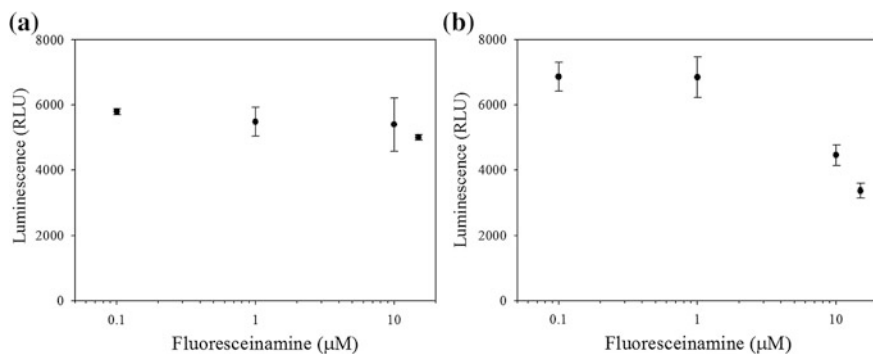 (a)
8000
6000
4000
2000
0
Luminescence (RLU)
0.1 1 10
Fluoresceinamine (µM)
(b)
8000
6000
4000
2000
0
Luminescence (RLU)
0.1 1 10
Fluoresceinamine (µM)